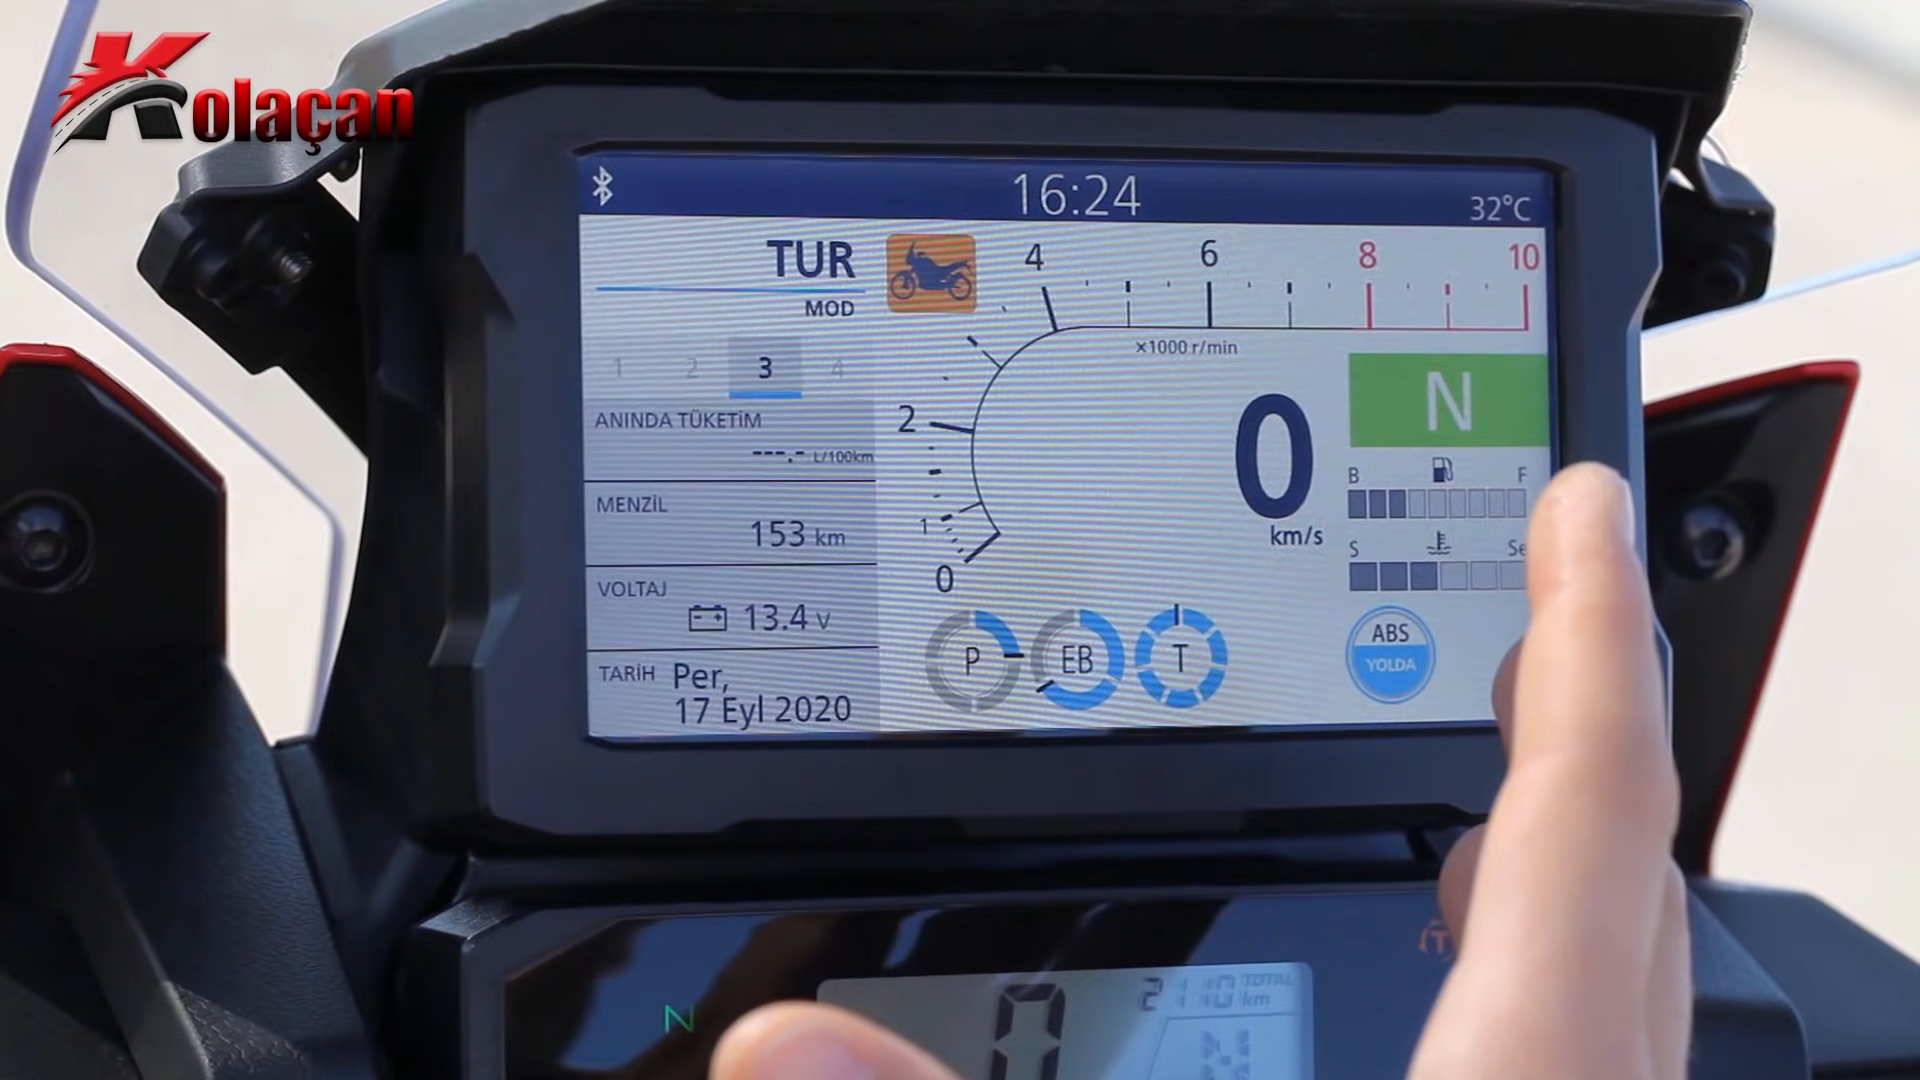 Kolaçan
16:24
32°C
TUR
MOD
4
6
8
10
×1000 r/min
1 2 3 4
ANINDA TÜKETİM
---.- L/100km
MENZİL
153 km
VOLTAJ
13.4 V
TARİH
Per,
17 Eyl 2020
2
1
0
0
km/s
N
B F
S
P EB T
ABS
YOLDA
N
0
2110 TOTAL
km
T